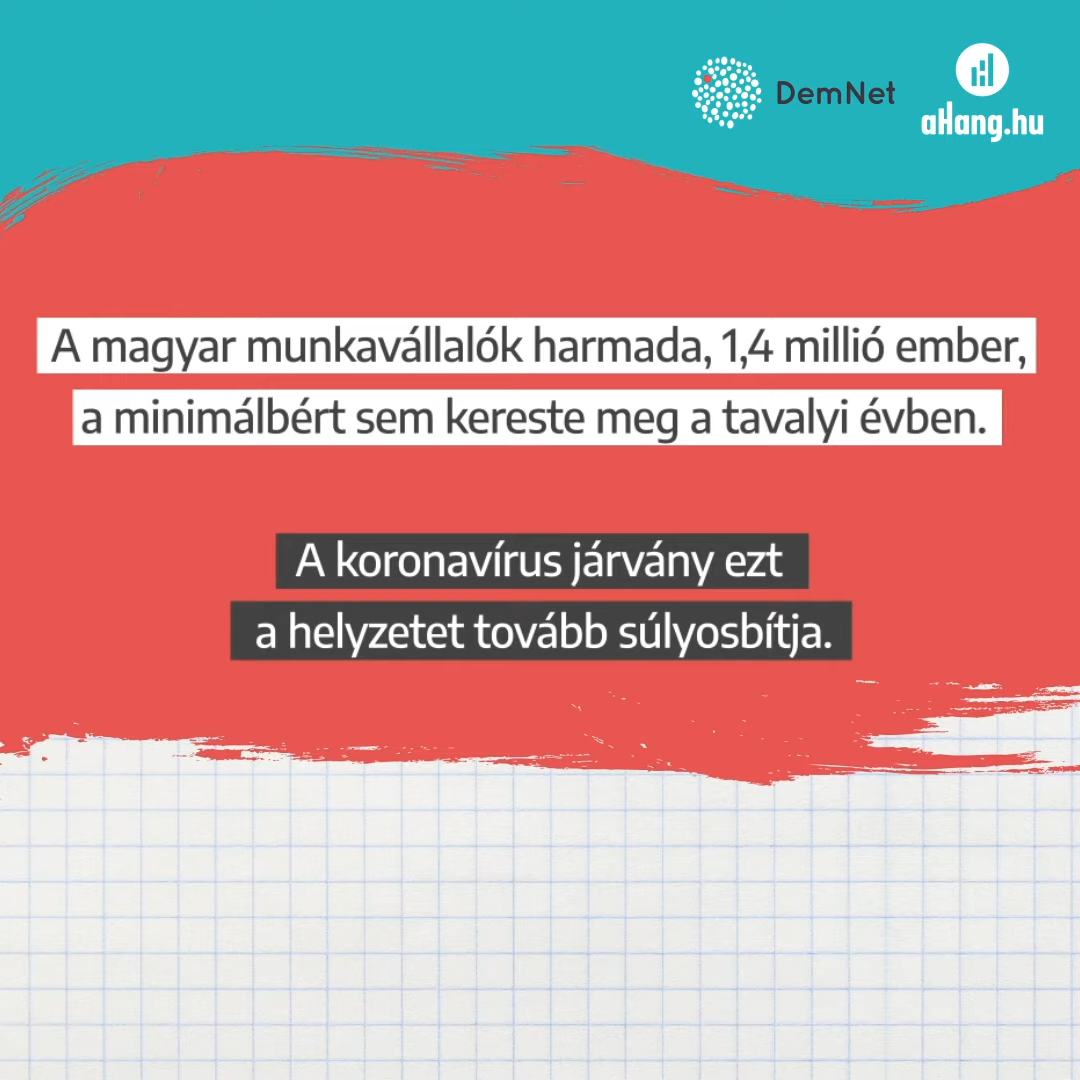 DemNet
aHang.hu
A magyar munkavállalók harmada, 1,4 millió ember,
a minimálbért sem kereste meg a tavalyi évben.
A koronavírus járvány ezt
a helyzetet tovább súlyosbítja.